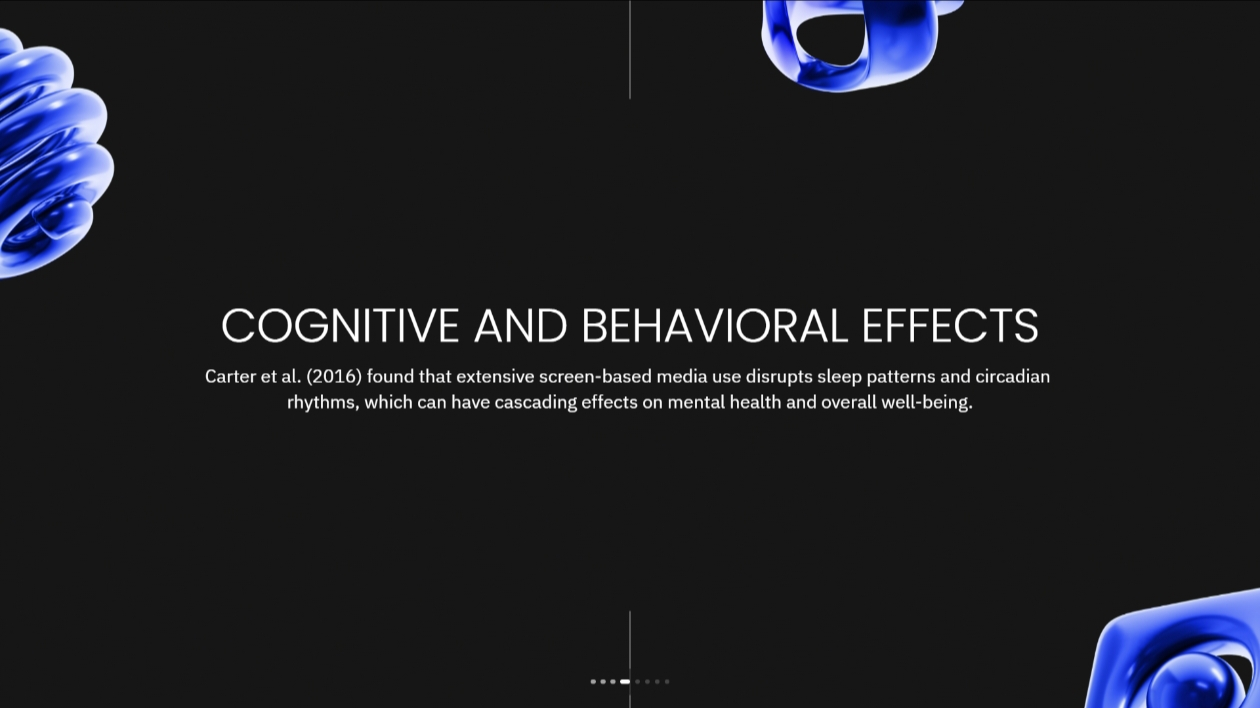 COGNITIVE AND BEHAVIORAL EFFECTS
Carter et al. (2016) found that extensive screen-based media use disrupts sleep patterns and circadian
rhythms, which can have cascading effects on mental health and overall well-being.